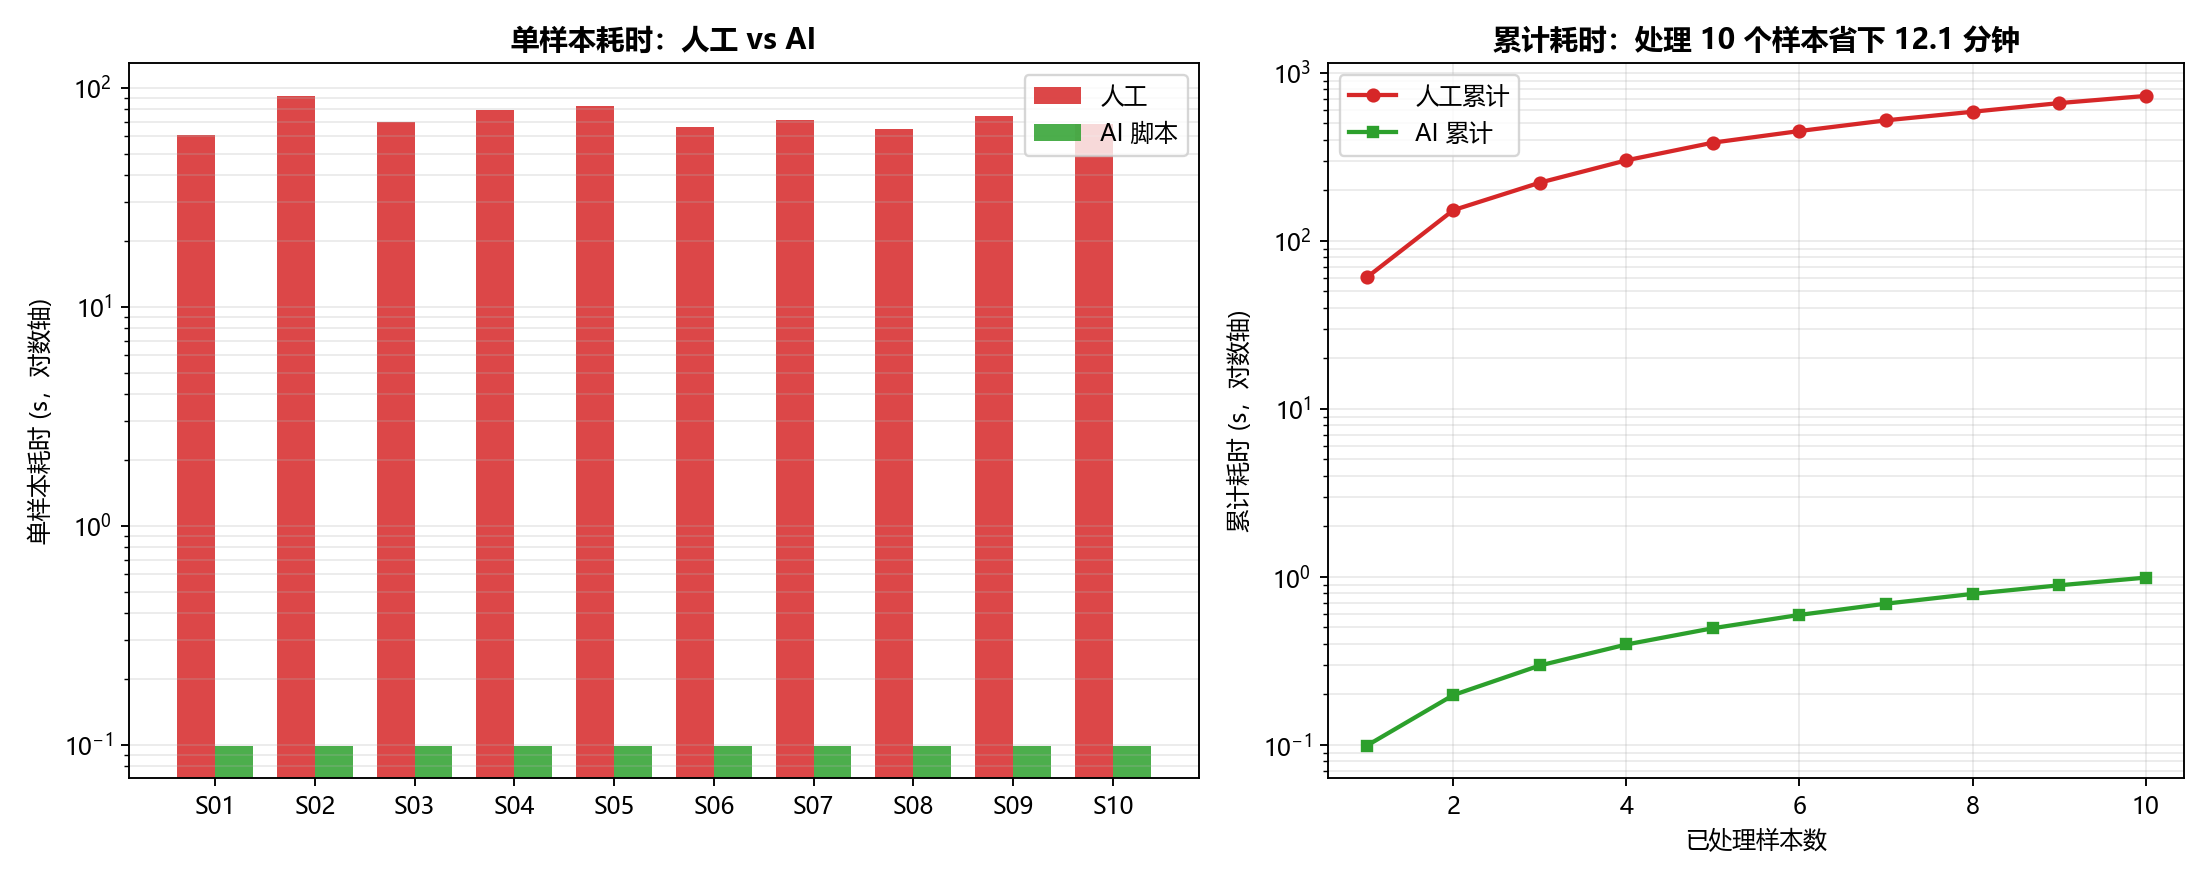 单样本耗时：人工 vs AI
单样本耗时 (s，对数轴)
10²
10¹
10⁰
10⁻¹
人工
AI 脚本
S01 S02 S03 S04 S05 S06 S07 S08 S09 S10
累计耗时：处理 10 个样本省下 12.1 分钟
累计耗时 (s，对数轴)
10³
10²
10¹
10⁰
10⁻¹
人工累计
AI 累计
2 4 6 8 10
已处理样本数